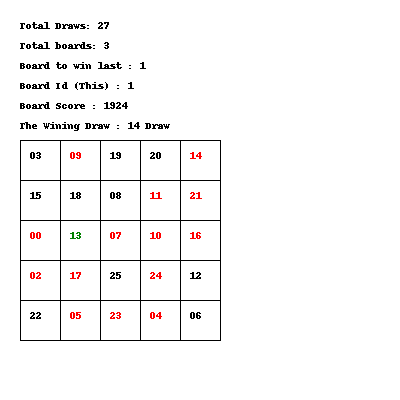 Total Draws: 27
Total boards: 3
Board to win last : 1
Board Id (This) : 1
Board Score : 1924
The Wining Draw : 14 Draw
03 09 19 20 14
15 18 08 11 21
00 13 07 10 16
02 17 25 24 12
22 05 23 04 06